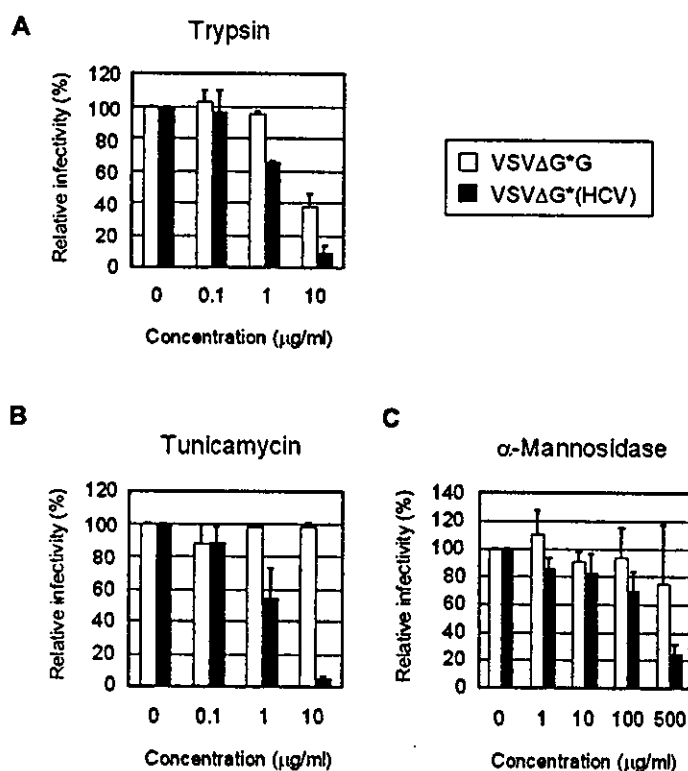 A
Trypsin
Relative infectivity (%)
120
100
80
60
40
20
0
0 0.1 1 10
Concentration (μg/ml)
VSVΔG*G
VSVΔG*(HCV)
B
Tunicamycin
Relative infectivity (%)
120
100
80
60
40
20
0
0 0.1 1 10
Concentration (μg/ml)
C
α-Mannosidase
Relative infectivity (%)
140
120
100
80
60
40
20
0
0 1 10 100 500
Concentration (μg/ml)